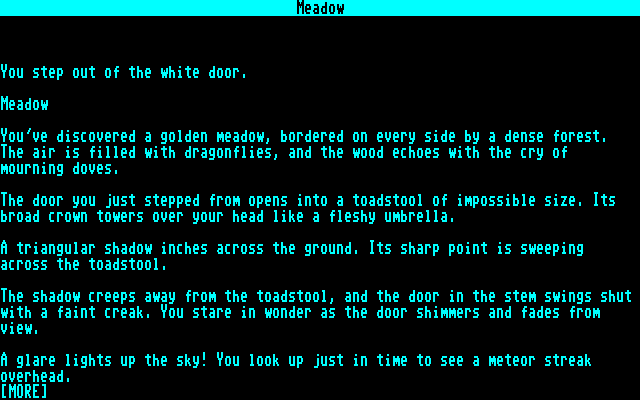 Meadow
You step out of the white door.
Meadow
You've discovered a golden meadow, bordered on every side by a dense forest.
The air is filled with dragonflies, and the wood echoes with the cry of
mourning doves.
The door you just stepped from opens into a toadstool of impossible size. Its
broad crown towers over your head like a fleshy umbrella.
A triangular shadow inches across the ground. Its sharp point is sweeping
across the toadstool.
The shadow creeps away from the toadstool, and the door in the stem swings shut
with a faint creak. You stare in wonder as the door shimmers and fades from
view.
A glare lights up the sky! You look up just in time to see a meteor streak
overhead.
[MORE]